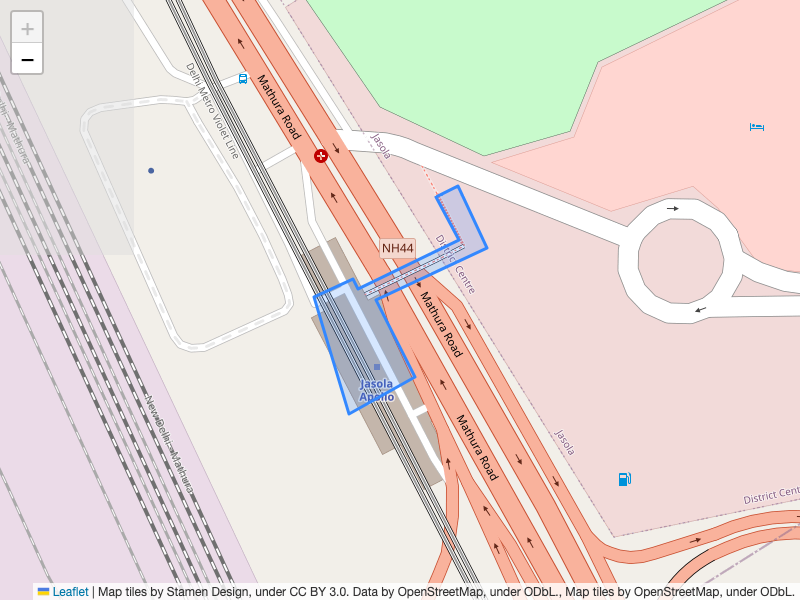 +
−
Delhi Metro Violet Line
Mathura Road
Jasola
Delhi - Mathura
NH44
District Centre
Mathura Road
Jasola
Apollo
New Delhi - Mathura
Mathura Road
Jasola
District Cent
Leaflet | Map tiles by Stamen Design, under CC BY 3.0. Data by OpenStreetMap, under ODbL., Map tiles by OpenStreetMap, under ODbL.